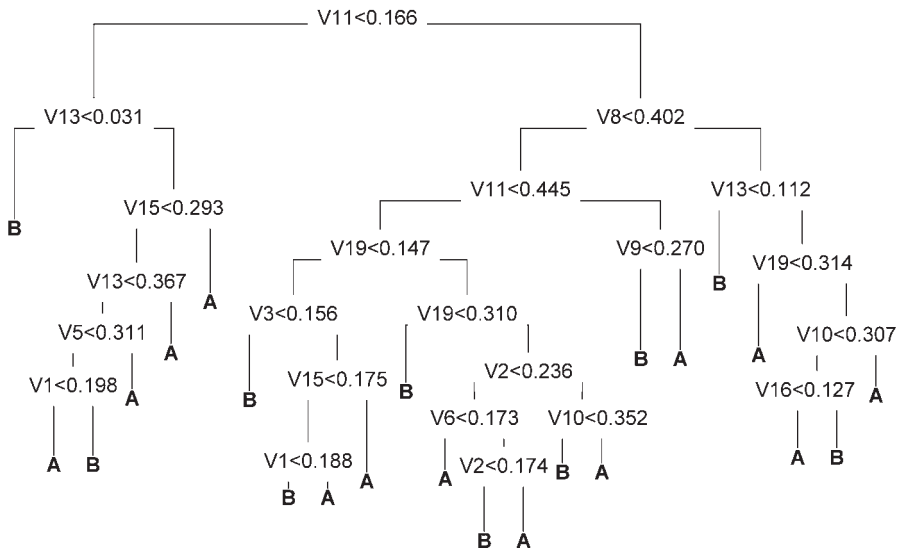 V11<0.166
V13<0.031 V8<0.402
V11<0.445 V13<0.112
V15<0.293
B
V19<0.147 V9<0.270
V19<0.314
V13<0.367 B
A
V3<0.156 V19<0.310
V5<0.311 V10<0.307
A B A A
V2<0.236
V15<0.175
V1<0.198 B V16<0.127
A B A
V6<0.173 V10<0.352
V1<0.188 V2<0.174
A B A B A A B
A
B A
B A